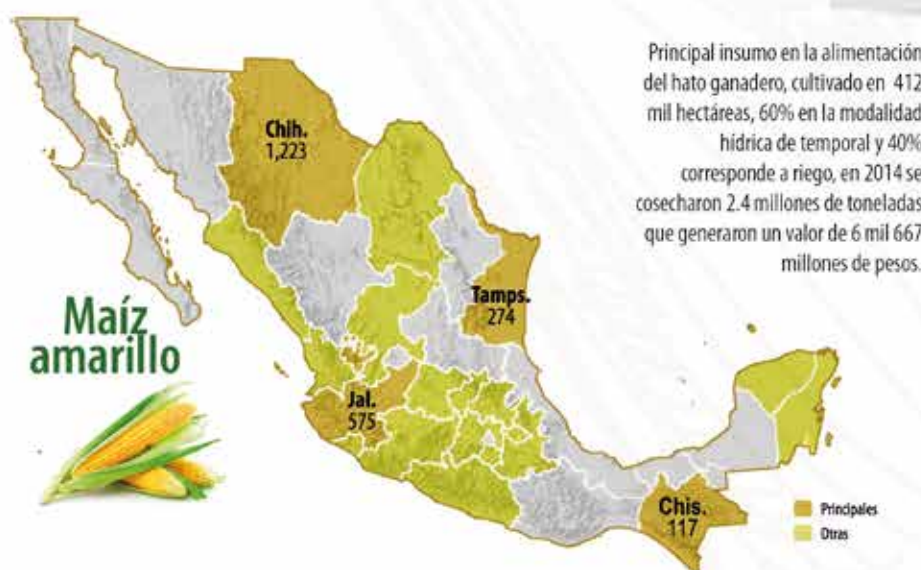 Principal insumo en la alimentación
del hato ganadero, cultivado en 412
mil hectáreas, 60% en la modalidad
hídrica de temporal y 40%
corresponde a riego, en 2014 se
cosecharon 2.4 millones de toneladas
que generaron un valor de 6 mil 667
millones de pesos.
Chih.
1,223
Tamps.
274
Maíz
amarillo
Jal.
575
Chis.
117
Principales
Otras